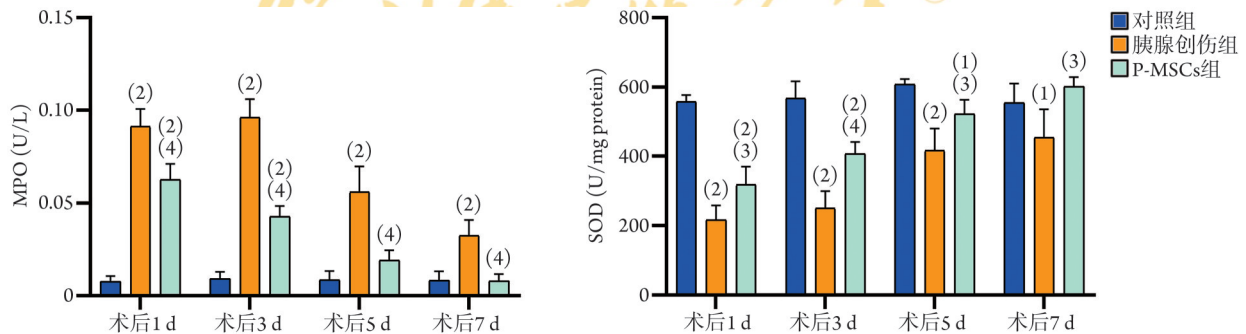 0.15
0.10
0.05
0
MPO (U/L)
(2)
(2)
(4)
(2)
(2)
(4)
(2)
(4)
(2)
(4)
术后1 d
术后3 d
术后5 d
术后7 d
800
600
400
200
0
SOD (U/mg protein)
(2)
(2)
(3)
(2)
(2)
(4)
(2)
(1)
(3)
(1)
(3)
术后1 d
术后3 d
术后5 d
术后7 d
对照组
胰腺创伤组
P-MSCs组